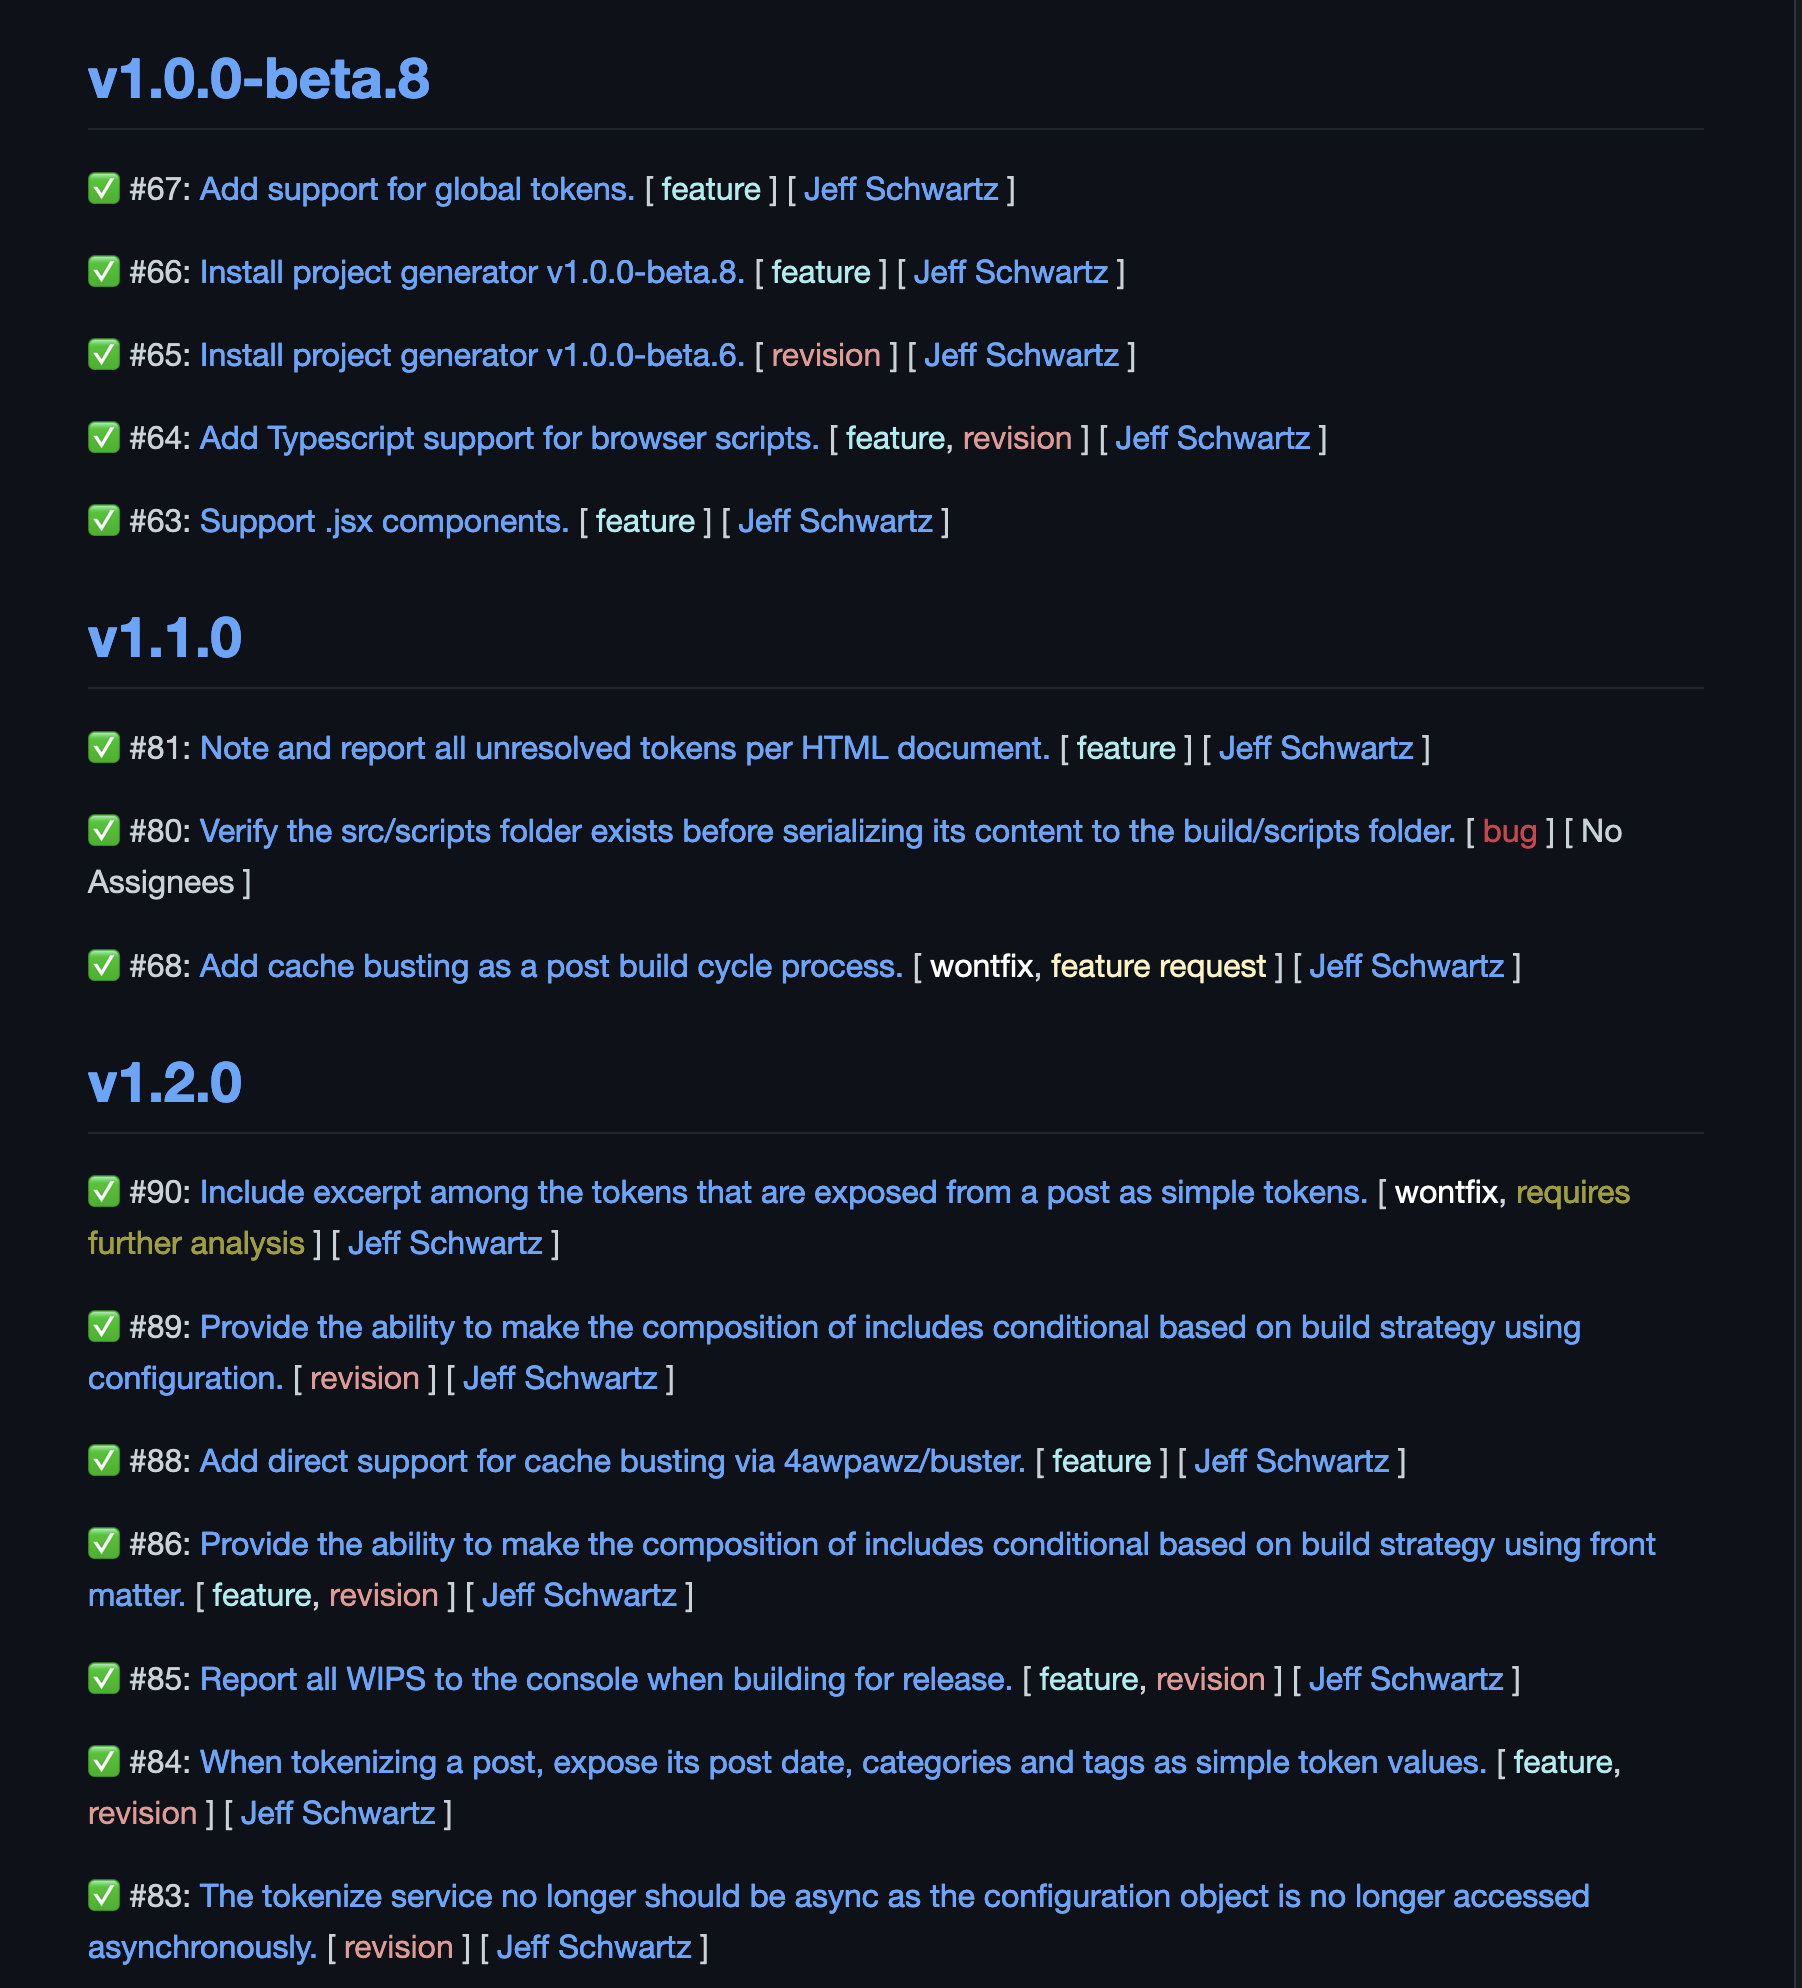 v1.0.0-beta.8
✅ #67: Add support for global tokens. [ feature ] [ Jeff Schwartz ]
✅ #66: Install project generator v1.0.0-beta.8. [ feature ] [ Jeff Schwartz ]
✅ #65: Install project generator v1.0.0-beta.6. [ revision ] [ Jeff Schwartz ]
✅ #64: Add Typescript support for browser scripts. [ feature, revision ] [ Jeff Schwartz ]
✅ #63: Support .jsx components. [ feature ] [ Jeff Schwartz ]
v1.1.0
✅ #81: Note and report all unresolved tokens per HTML document. [ feature ] [ Jeff Schwartz ]
✅ #80: Verify the src/scripts folder exists before serializing its content to the build/scripts folder. [ bug ] [ No
Assignees ]
✅ #68: Add cache busting as a post build cycle process. [ wontfix, feature request ] [ Jeff Schwartz ]
v1.2.0
✅ #90: Include excerpt among the tokens that are exposed from a post as simple tokens. [ wontfix, requires
further analysis ] [ Jeff Schwartz ]
✅ #89: Provide the ability to make the composition of includes conditional based on build strategy using
configuration. [ revision ] [ Jeff Schwartz ]
✅ #88: Add direct support for cache busting via 4awpawz/buster. [ feature ] [ Jeff Schwartz ]
✅ #86: Provide the ability to make the composition of includes conditional based on build strategy using front
matter. [ feature, revision ] [ Jeff Schwartz ]
✅ #85: Report all WIPS to the console when building for release. [ feature, revision ] [ Jeff Schwartz ]
✅ #84: When tokenizing a post, expose its post date, categories and tags as simple token values. [ feature,
revision ] [ Jeff Schwartz ]
✅ #83: The tokenize service no longer should be async as the configuration object is no longer accessed
asynchronously. [ revision ] [ Jeff Schwartz ]